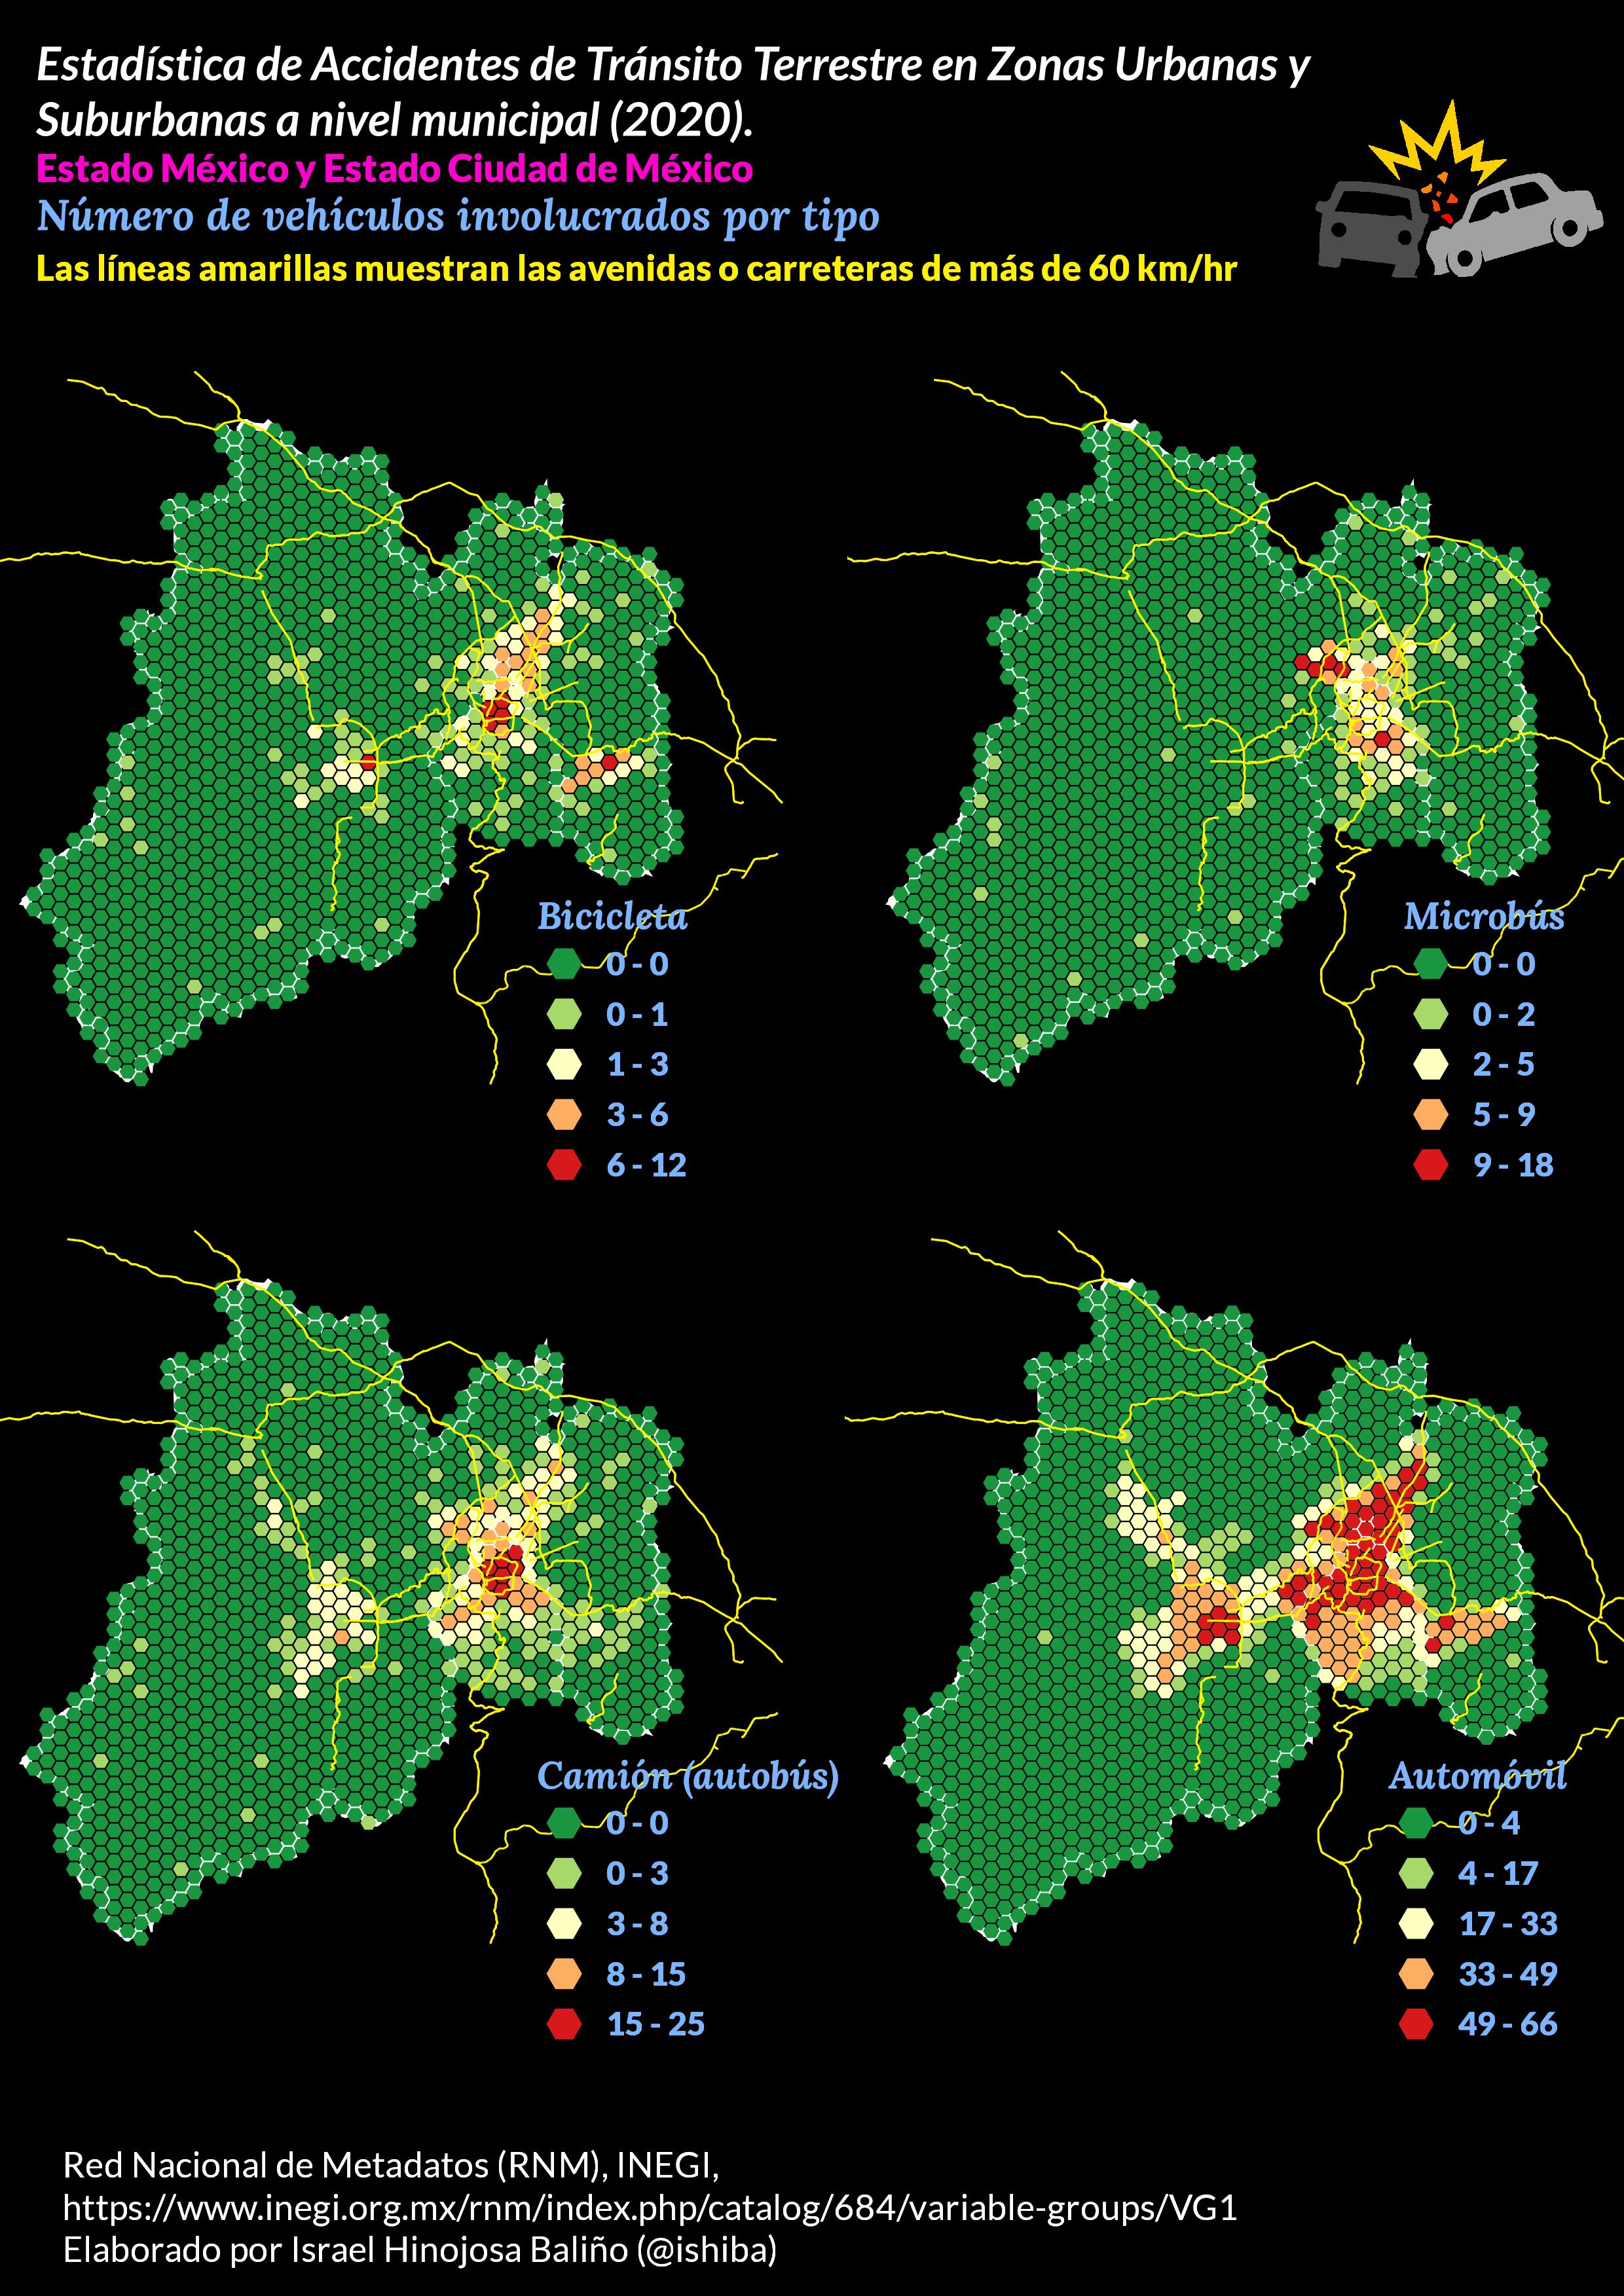 Estadística de Accidentes de Tránsito Terrestre en Zonas Urbanas y
Suburbanas a nivel municipal (2020).
Estado México y Estado Ciudad de México
Número de vehículos involucrados por tipo
Las líneas amarillas muestran las avenidas o carreteras de más de 60 km/hr
Bicicleta
0 - 0
0 - 1
1 - 3
3 - 6
6 - 12
Microbús
0 - 0
0 - 2
2 - 5
5 - 9
9 - 18
Camión (autobús)
0 - 0
0 - 3
3 - 8
8 - 15
15 - 25
Automóvil
0 - 4
4 - 17
17 - 33
33 - 49
49 - 66
Red Nacional de Metadatos (RNM), INEGI,
https://www.inegi.org.mx/rnm/index.php/catalog/684/variable-groups/VG1
Elaborado por Israel Hinojosa Baliño (@ishiba)